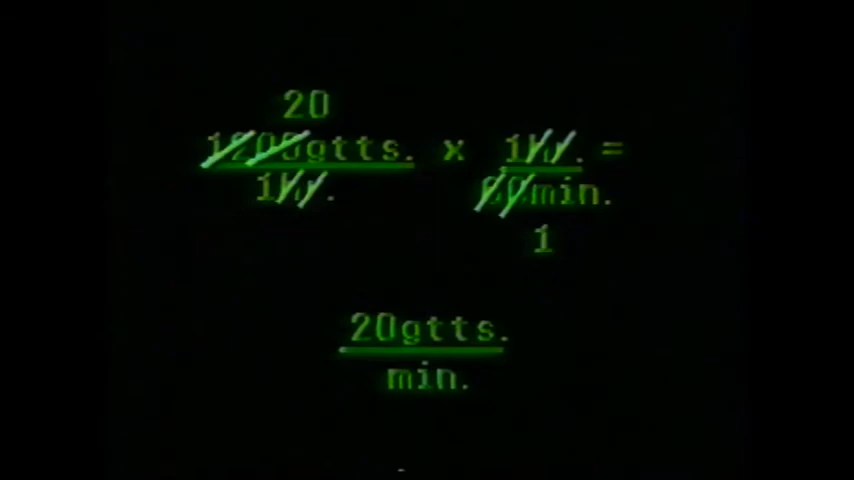 20
1200gtts. x 1hr. =
1hr. 60min.
1
20gtts.
min.